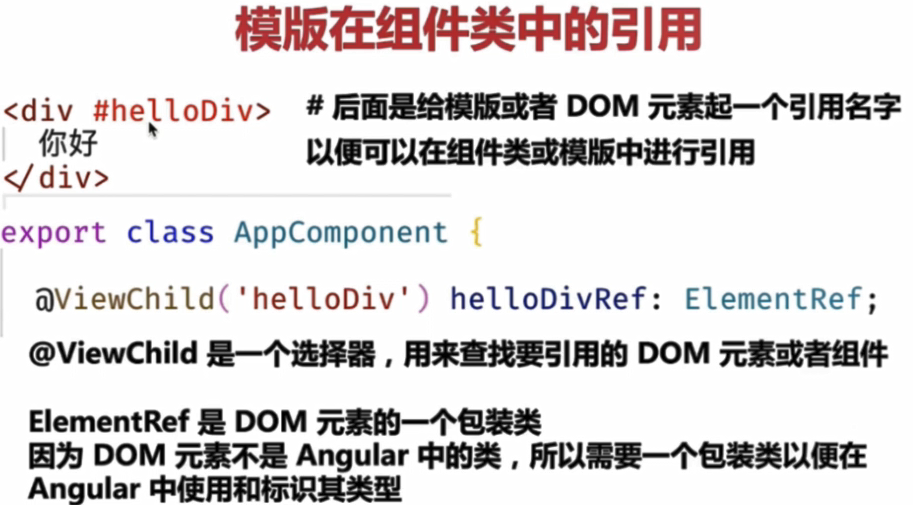 模版在组件类中的引用
<div #helloDiv>
你好
</div>
# 后面是给模版或者 DOM 元素起一个引用名字
以便可以在组件类或模版中进行引用
export class AppComponent {
@ViewChild('helloDiv') helloDivRef: ElementRef;
@ViewChild 是一个选择器，用来查找要引用的 DOM 元素或者组件
ElementRef 是 DOM 元素的一个包装类
因为 DOM 元素不是 Angular 中的类，所以需要一个包装类以便在
Angular 中使用和标识其类型